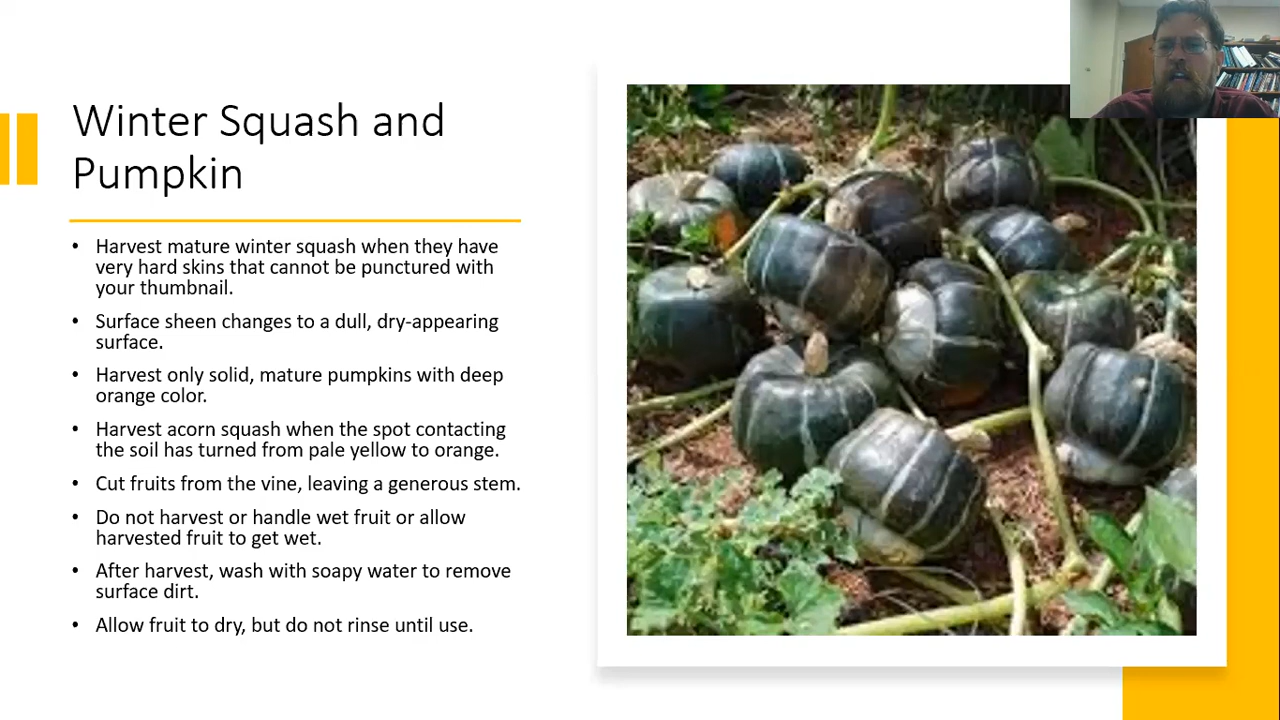 Winter Squash and
Pumpkin
• Harvest mature winter squash when they have
very hard skins that cannot be punctured with
your thumbnail.
• Surface sheen changes to a dull, dry-appearing
surface.
• Harvest only solid, mature pumpkins with deep
orange color.
• Harvest acorn squash when the spot contacting
the soil has turned from pale yellow to orange.
• Cut fruits from the vine, leaving a generous stem.
• Do not harvest or handle wet fruit or allow
harvested fruit to get wet.
• After harvest, wash with soapy water to remove
surface dirt.
• Allow fruit to dry, but do not rinse until use.